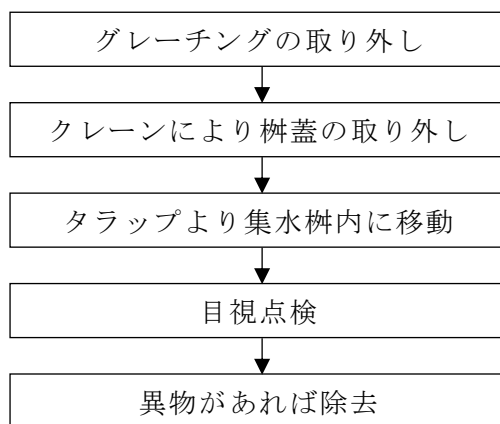 グレーチングの取り外し
クレーンにより桝蓋の取り外し
タラップより集水桝内に移動
目視点検
異物があれば除去